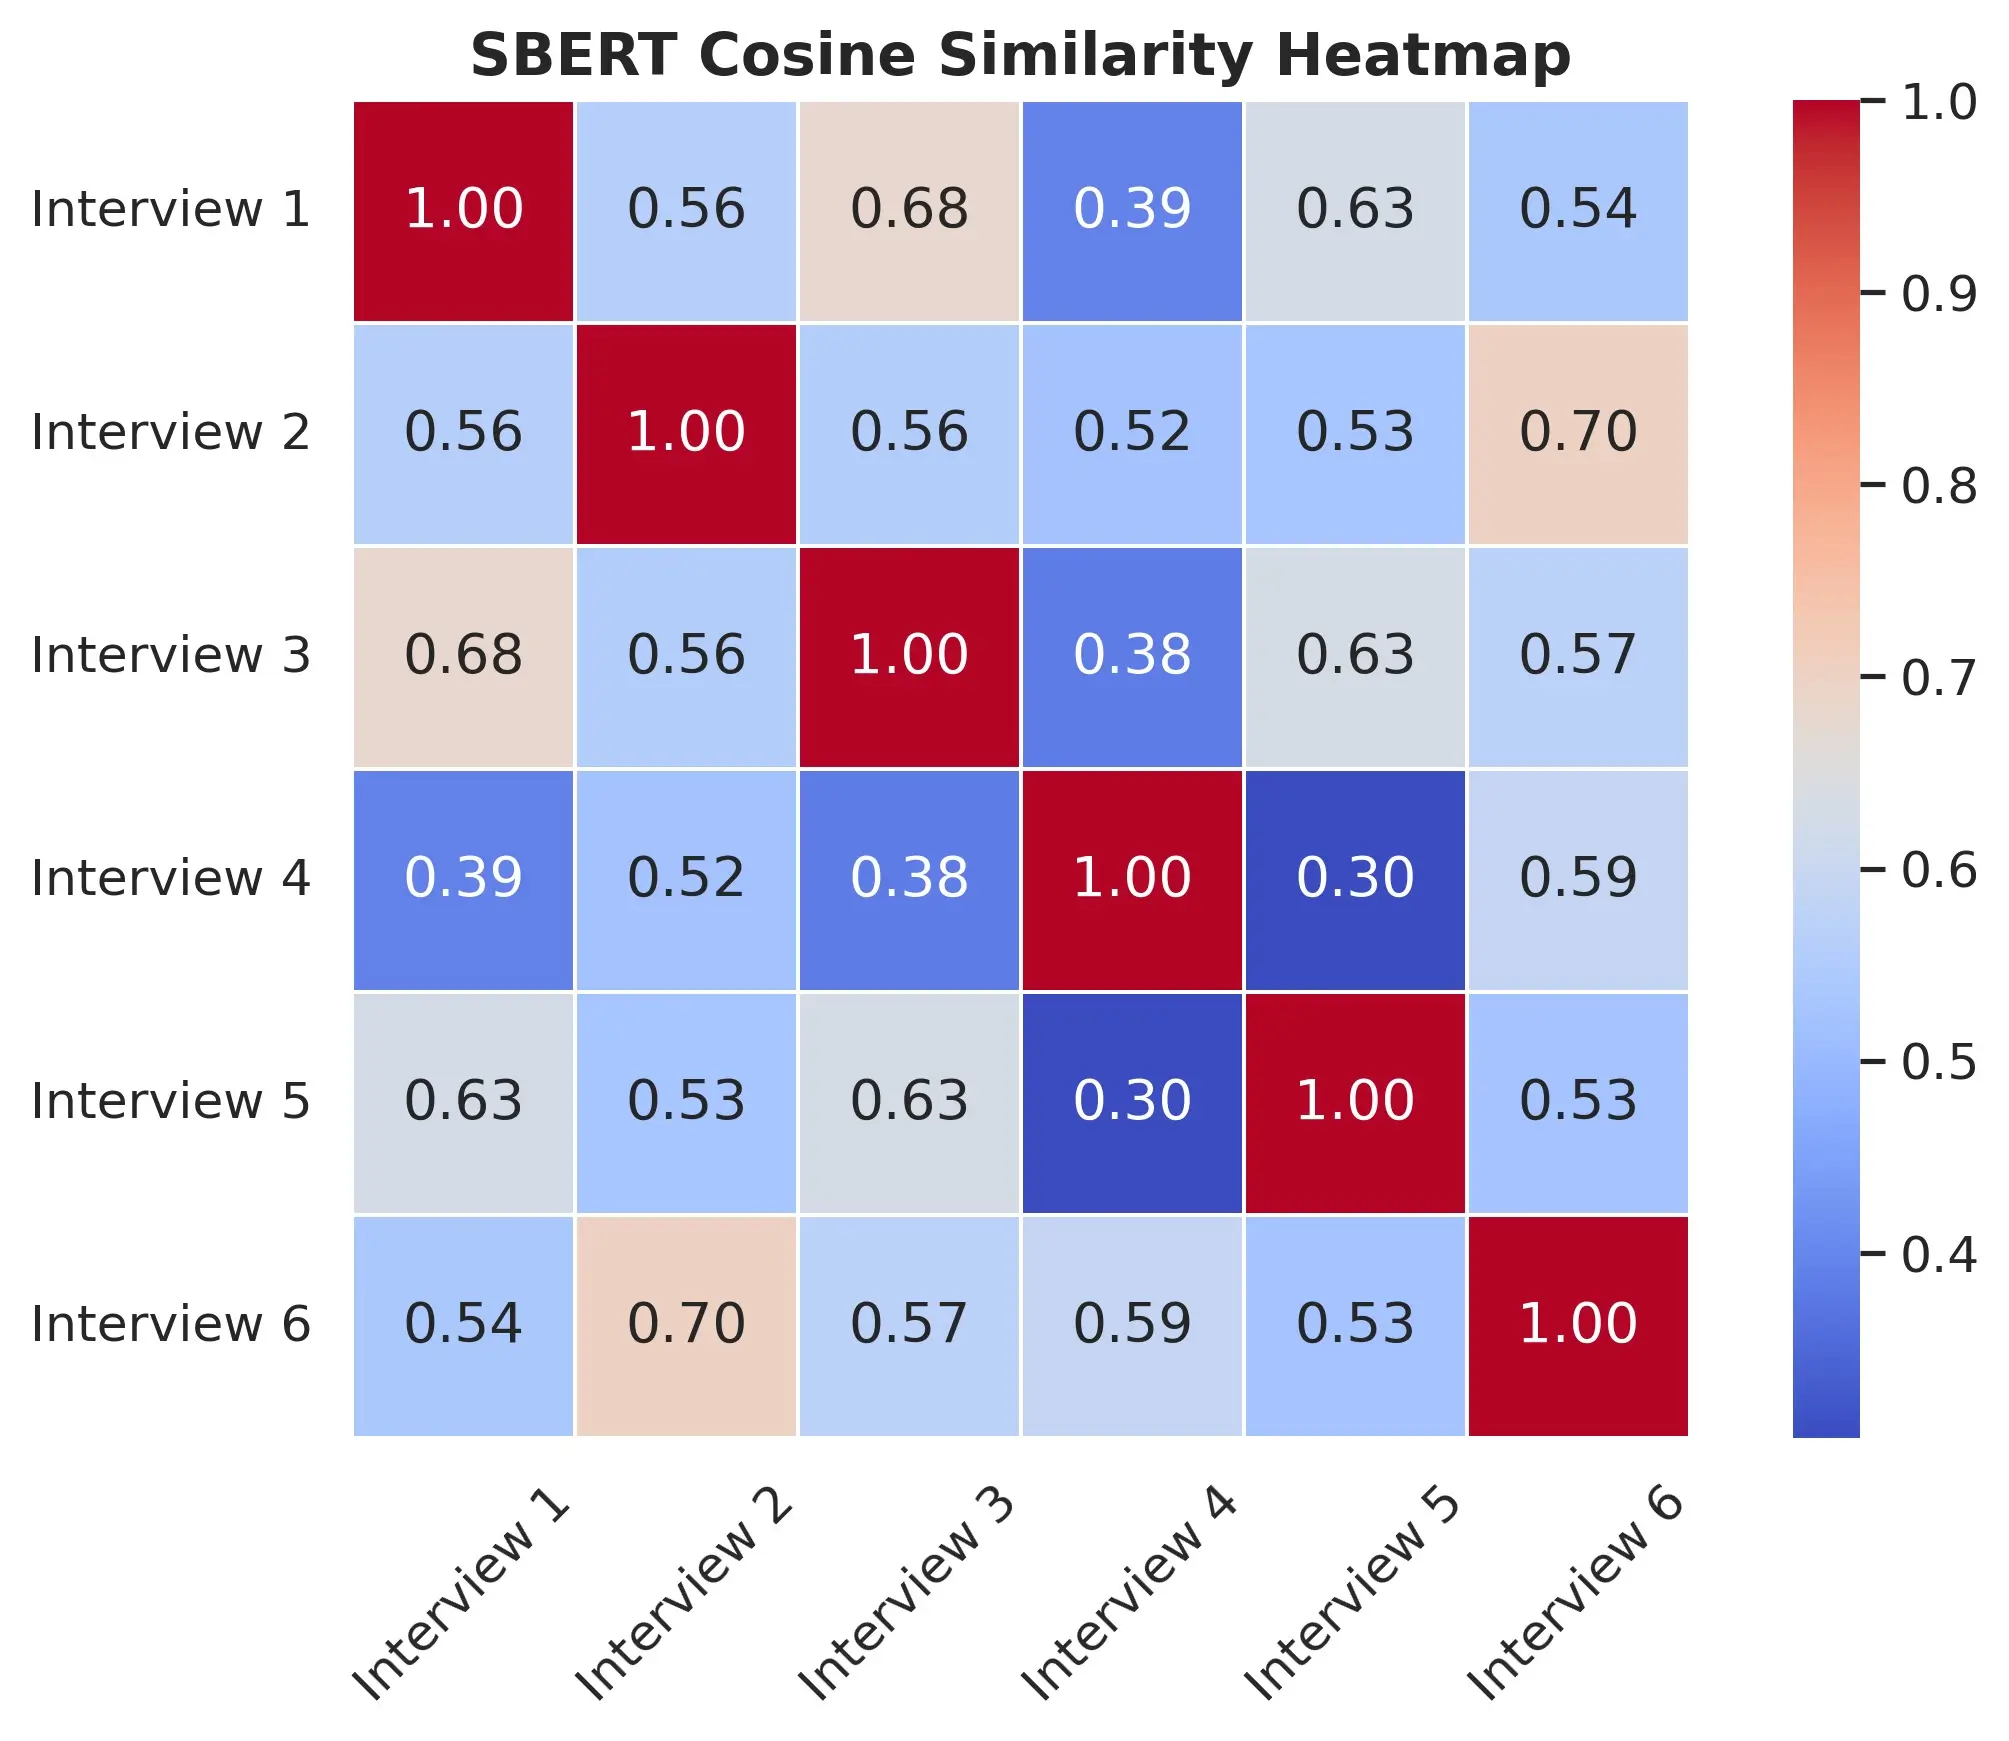 SBERT Cosine Similarity Heatmap
Interview 1 1.00 0.56 0.68 0.39 0.63 0.54
Interview 2 0.56 1.00 0.56 0.52 0.53 0.70
Interview 3 0.68 0.56 1.00 0.38 0.63 0.57
Interview 4 0.39 0.52 0.38 1.00 0.30 0.59
Interview 5 0.63 0.53 0.63 0.30 1.00 0.53
Interview 6 0.54 0.70 0.57 0.59 0.53 1.00
Interview 1 Interview 2 Interview 3 Interview 4 Interview 5 Interview 6
1.0
0.9
0.8
0.7
0.6
0.5
0.4